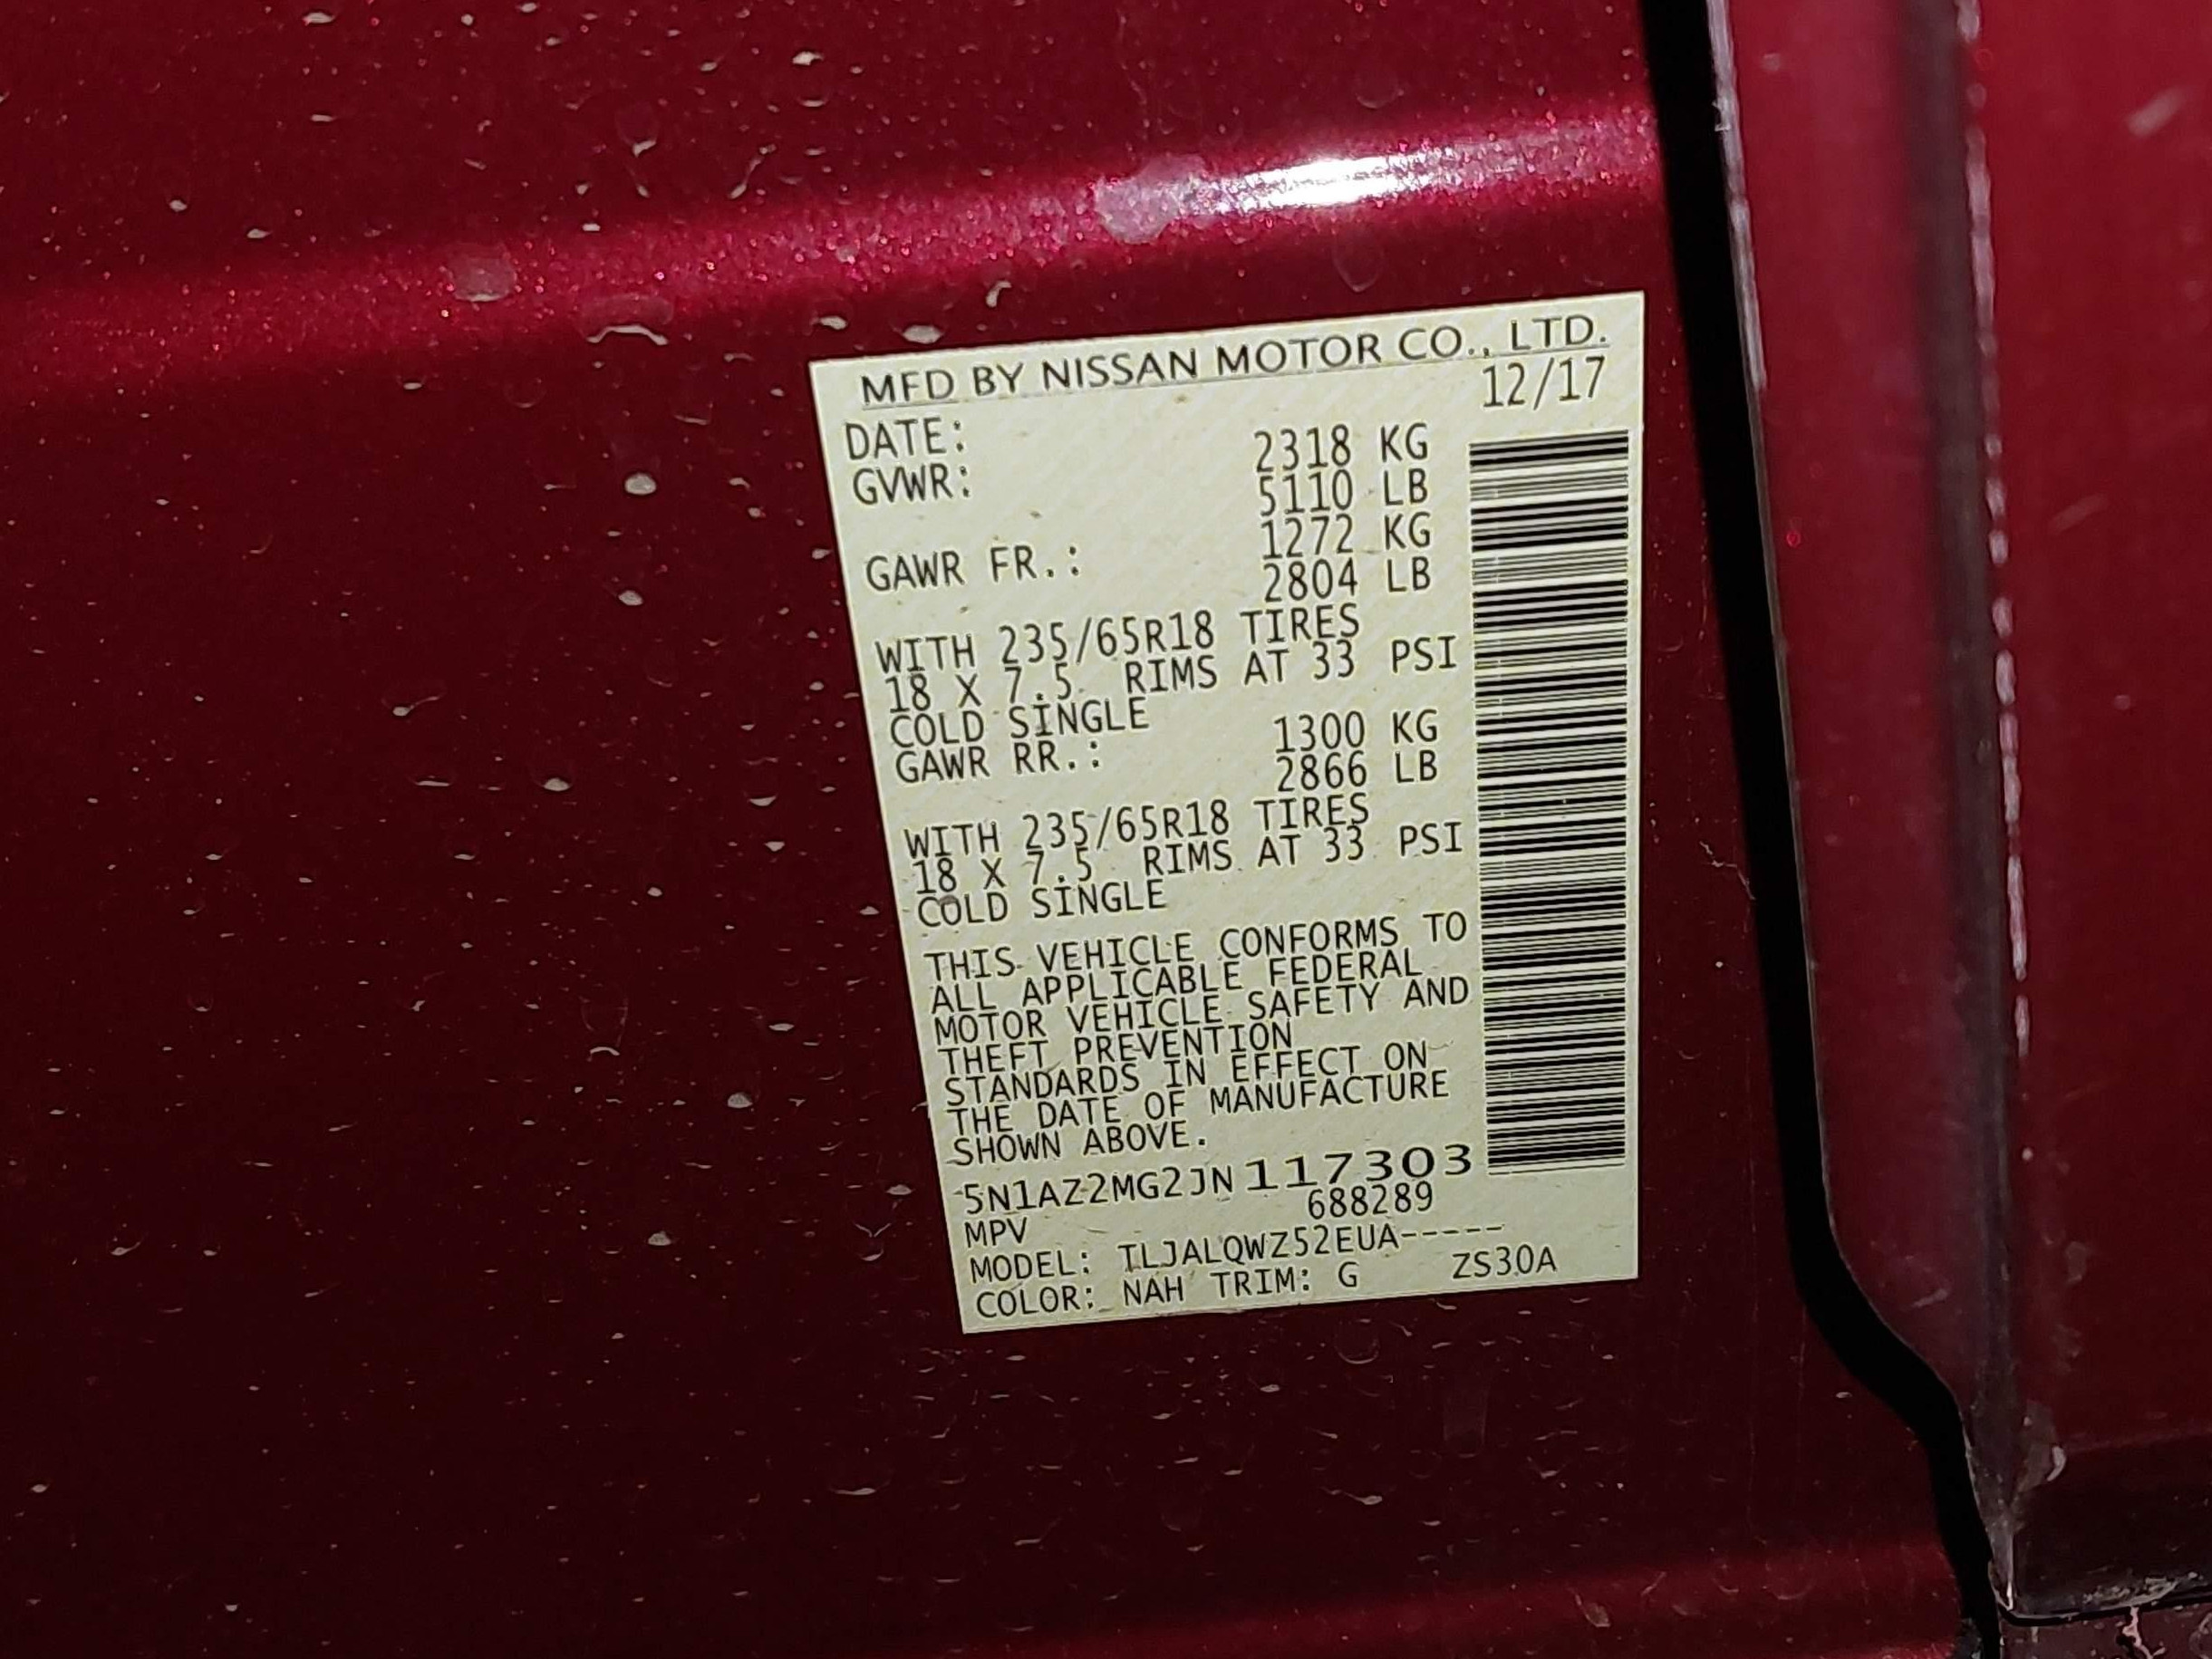 MFD BY NISSAN MOTOR CO., LTD.
DATE: 12/17
GVWR: 2318 KG
5110 LB
GAWR FR.: 1272 KG
2804 LB
WITH 235/65R18 TIRES
18 X 7.5 RIMS AT 33 PSI
COLD SINGLE
GAWR RR.: 1300 KG
2866 LB
WITH 235/65R18 TIRES
18 X 7.5 RIMS AT 33 PSI
COLD SINGLE
THIS VEHICLE CONFORMS TO
ALL APPLICABLE FEDERAL
MOTOR VEHICLE SAFETY AND
THEFT PREVENTION
STANDARDS IN EFFECT ON
THE DATE OF MANUFACTURE
SHOWN ABOVE.
5N1AZ2MG2JN117303
MPV 688289
MODEL: TLJALQWZ52EUA-----
COLOR: NAH TRIM: G ZS30A